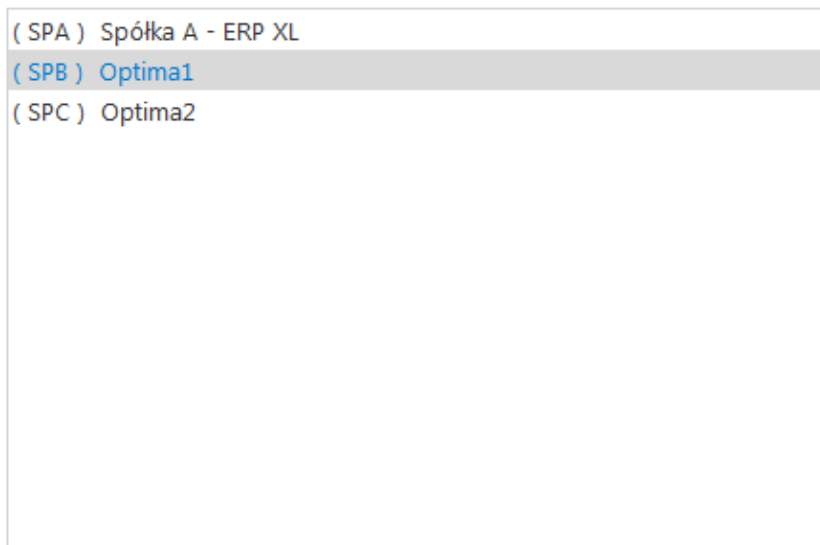 ( SPA ) Spółka A - ERP XL
( SPB ) Optima1
( SPC ) Optima2